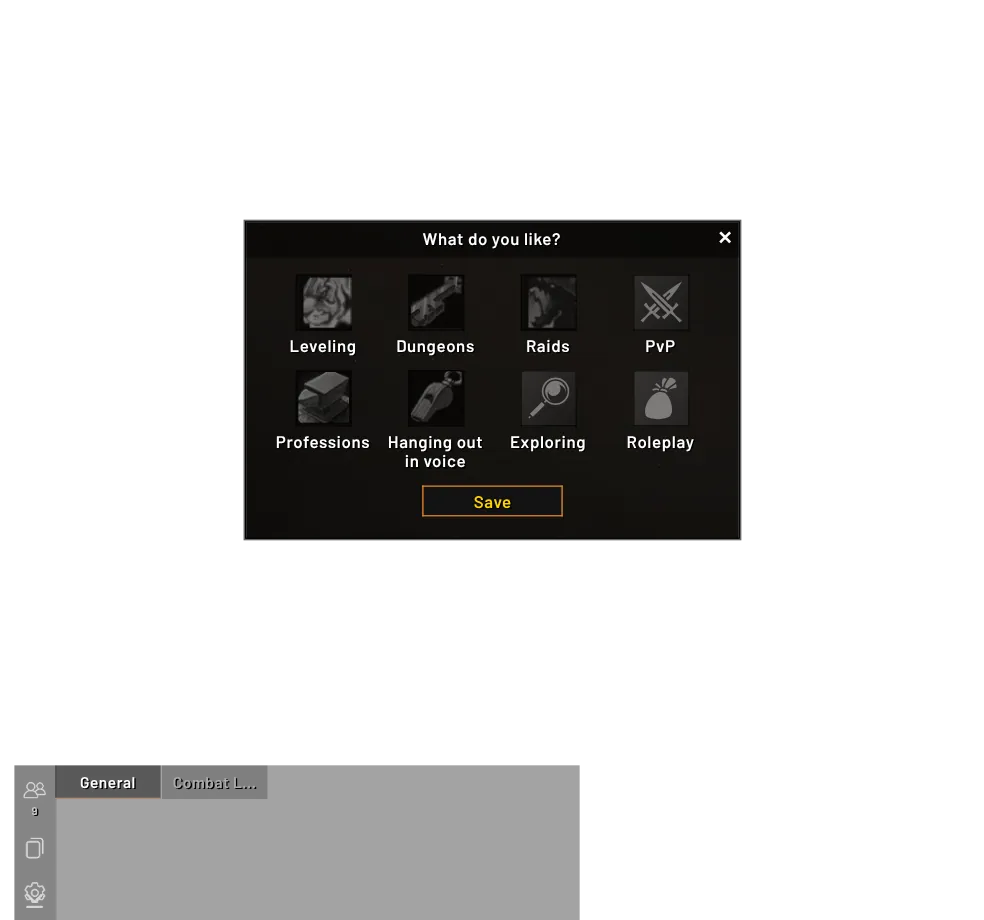 What do you like?
Leveling
Dungeons
Raids
PvP
Professions
Hanging out
in voice
Exploring
Roleplay
Save
General
Combat L...
9